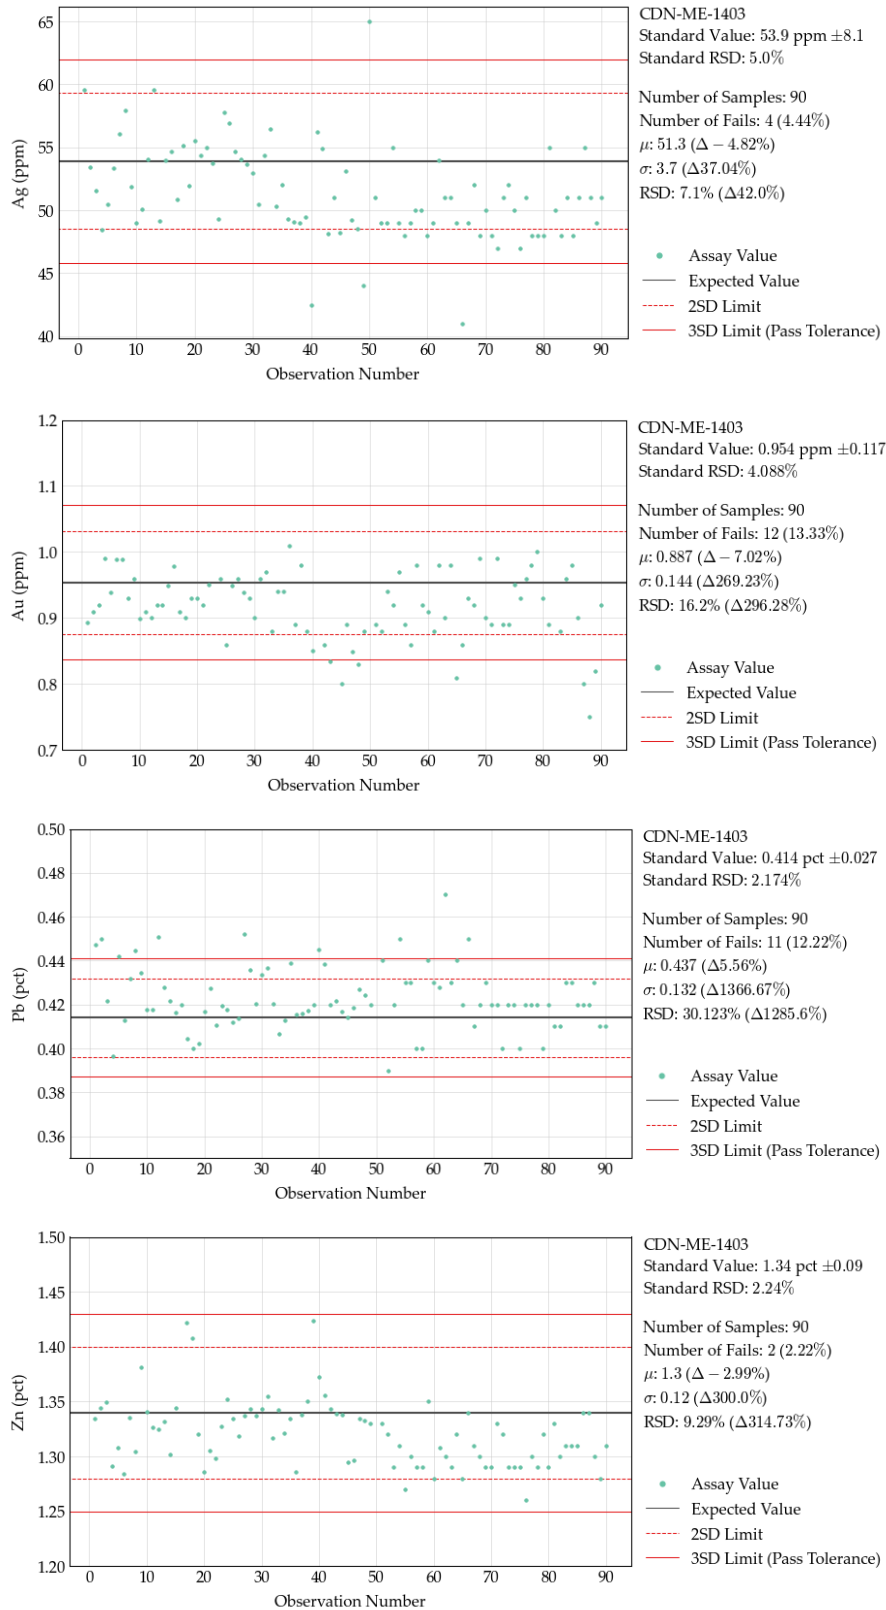 CDN-ME-1403
Standard Value: 53.9 ppm ±8.1
Standard RSD: 5.0%
Number of Samples: 90
Number of Fails: 4 (4.44%)
μ: 51.3 (Δ − 4.82%)
σ: 3.7 (Δ37.04%)
RSD: 7.1% (Δ42.0%)
Assay Value
Expected Value
2SD Limit
3SD Limit (Pass Tolerance)
Ag (ppm)
65
60
55
50
45
40
0 10 20 30 40 50 60 70 80 90
Observation Number
CDN-ME-1403
Standard Value: 0.954 ppm ±0.117
Standard RSD: 4.088%
Number of Samples: 90
Number of Fails: 12 (13.33%)
μ: 0.887 (Δ − 7.02%)
σ: 0.144 (Δ269.23%)
RSD: 16.2% (Δ296.28%)
Assay Value
Expected Value
2SD Limit
3SD Limit (Pass Tolerance)
Au (ppm)
1.2
1.1
1.0
0.9
0.8
0.7
0 10 20 30 40 50 60 70 80 90
Observation Number
CDN-ME-1403
Standard Value: 0.414 pct ±0.027
Standard RSD: 2.174%
Number of Samples: 90
Number of Fails: 11 (12.22%)
μ: 0.437 (Δ5.56%)
σ: 0.132 (Δ1366.67%)
RSD: 30.123% (Δ1285.6%)
Assay Value
Expected Value
2SD Limit
3SD Limit (Pass Tolerance)
Pb (pct)
0.50
0.48
0.46
0.44
0.42
0.40
0.38
0.36
0 10 20 30 40 50 60 70 80 90
Observation Number
CDN-ME-1403
Standard Value: 1.34 pct ±0.09
Standard RSD: 2.24%
Number of Samples: 90
Number of Fails: 2 (2.22%)
μ: 1.3 (Δ − 2.99%)
σ: 0.12 (Δ300.0%)
RSD: 9.29% (Δ314.73%)
Assay Value
Expected Value
2SD Limit
3SD Limit (Pass Tolerance)
Zn (pct)
1.50
1.45
1.40
1.35
1.30
1.25
1.20
0 10 20 30 40 50 60 70 80 90
Observation Number